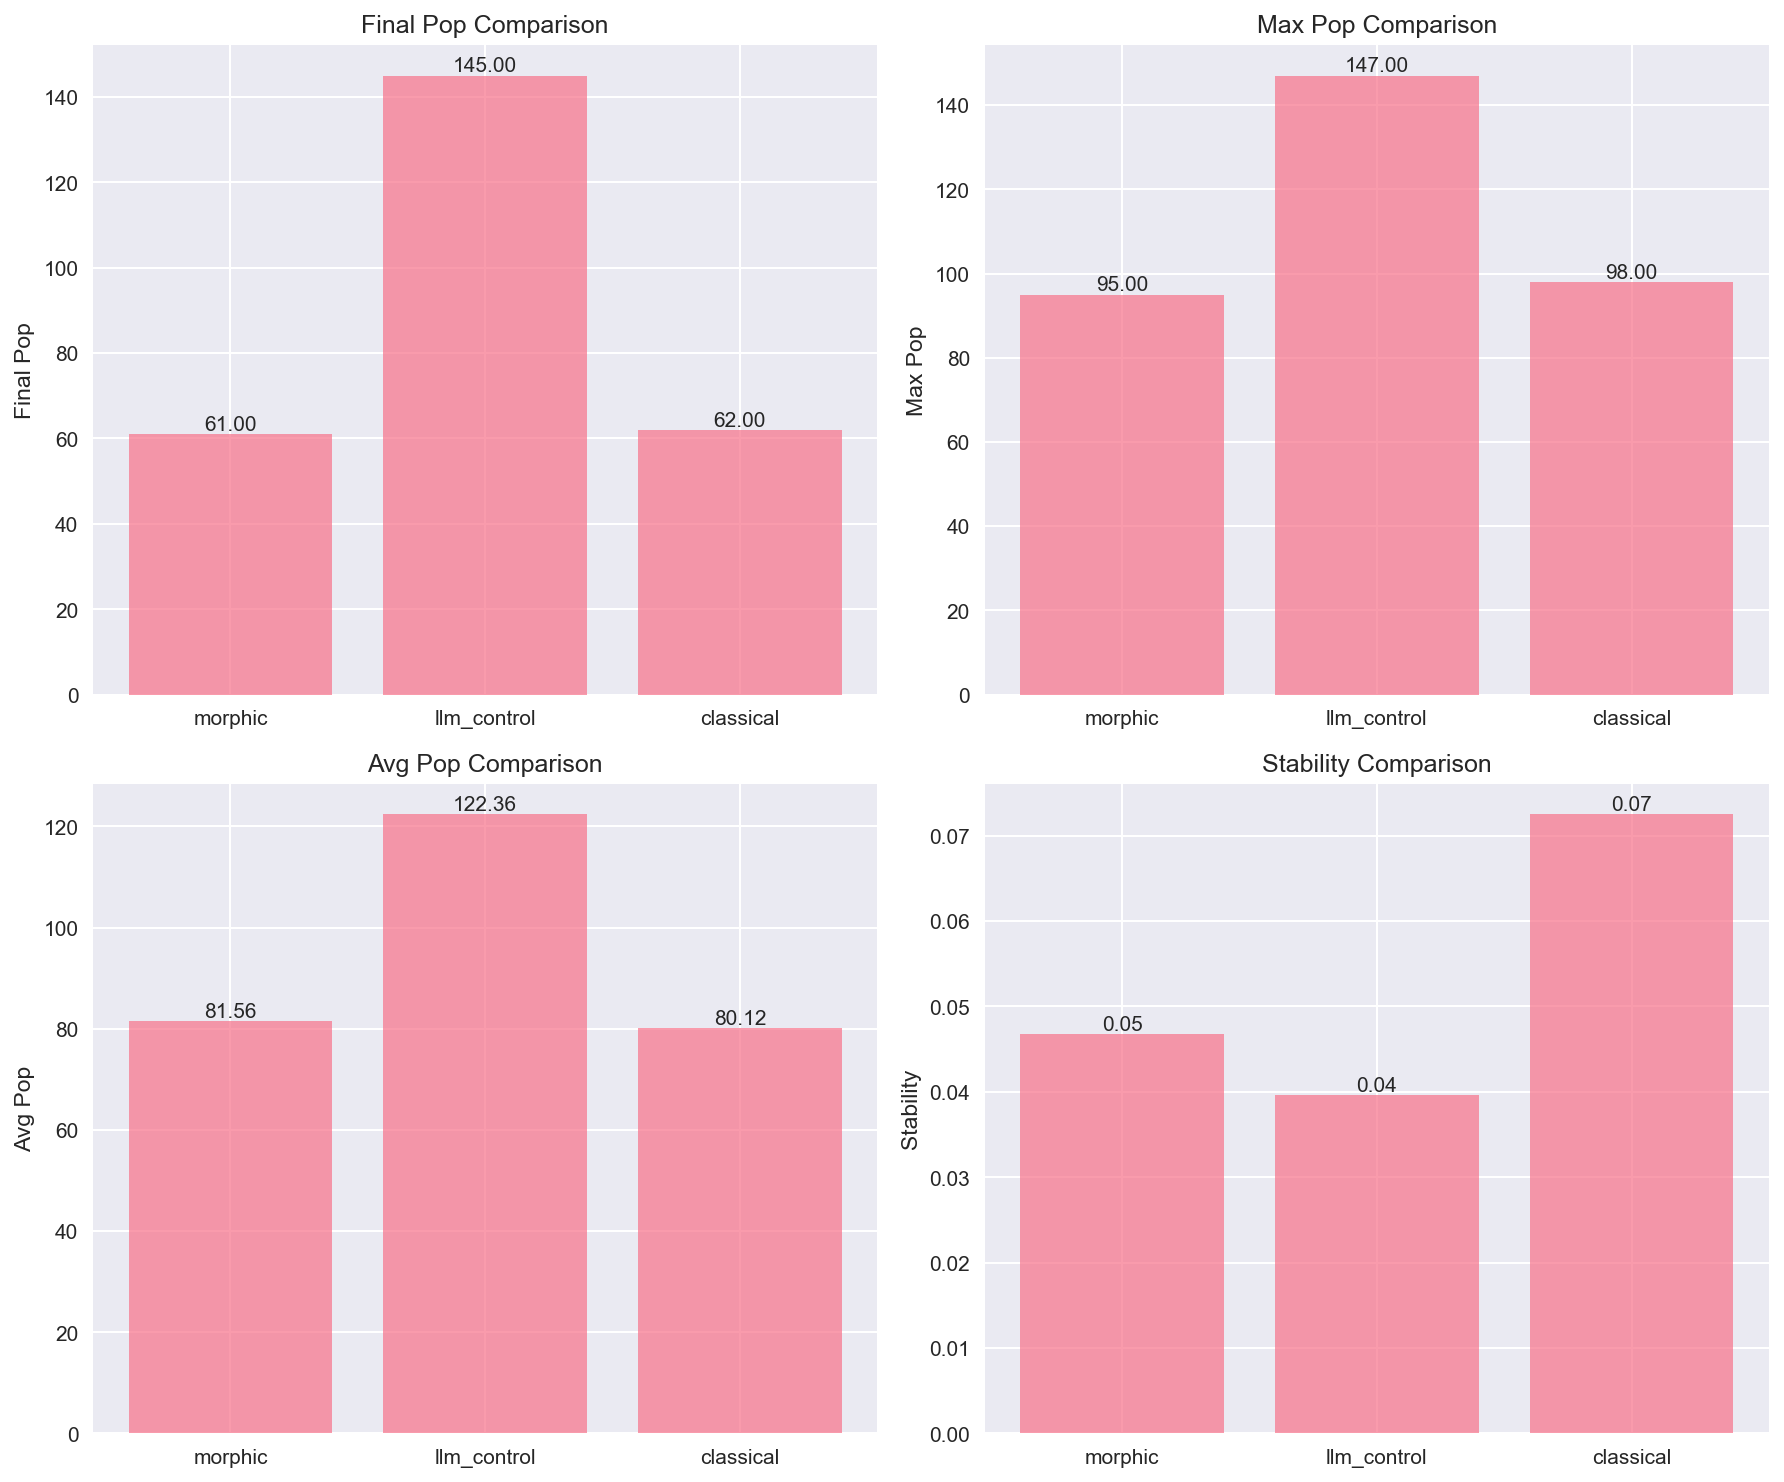 Final Pop Comparison
Final Pop
140
120
100
80
60
40
20
0
61.00
145.00
62.00
morphic
llm_control
classical
Max Pop Comparison
Max Pop
140
120
100
80
60
40
20
0
95.00
147.00
98.00
morphic
llm_control
classical
Avg Pop Comparison
Avg Pop
120
100
80
60
40
20
0
81.56
122.36
80.12
morphic
llm_control
classical
Stability Comparison
Stability
0.07
0.06
0.05
0.04
0.03
0.02
0.01
0.00
0.05
0.04
0.07
morphic
llm_control
classical